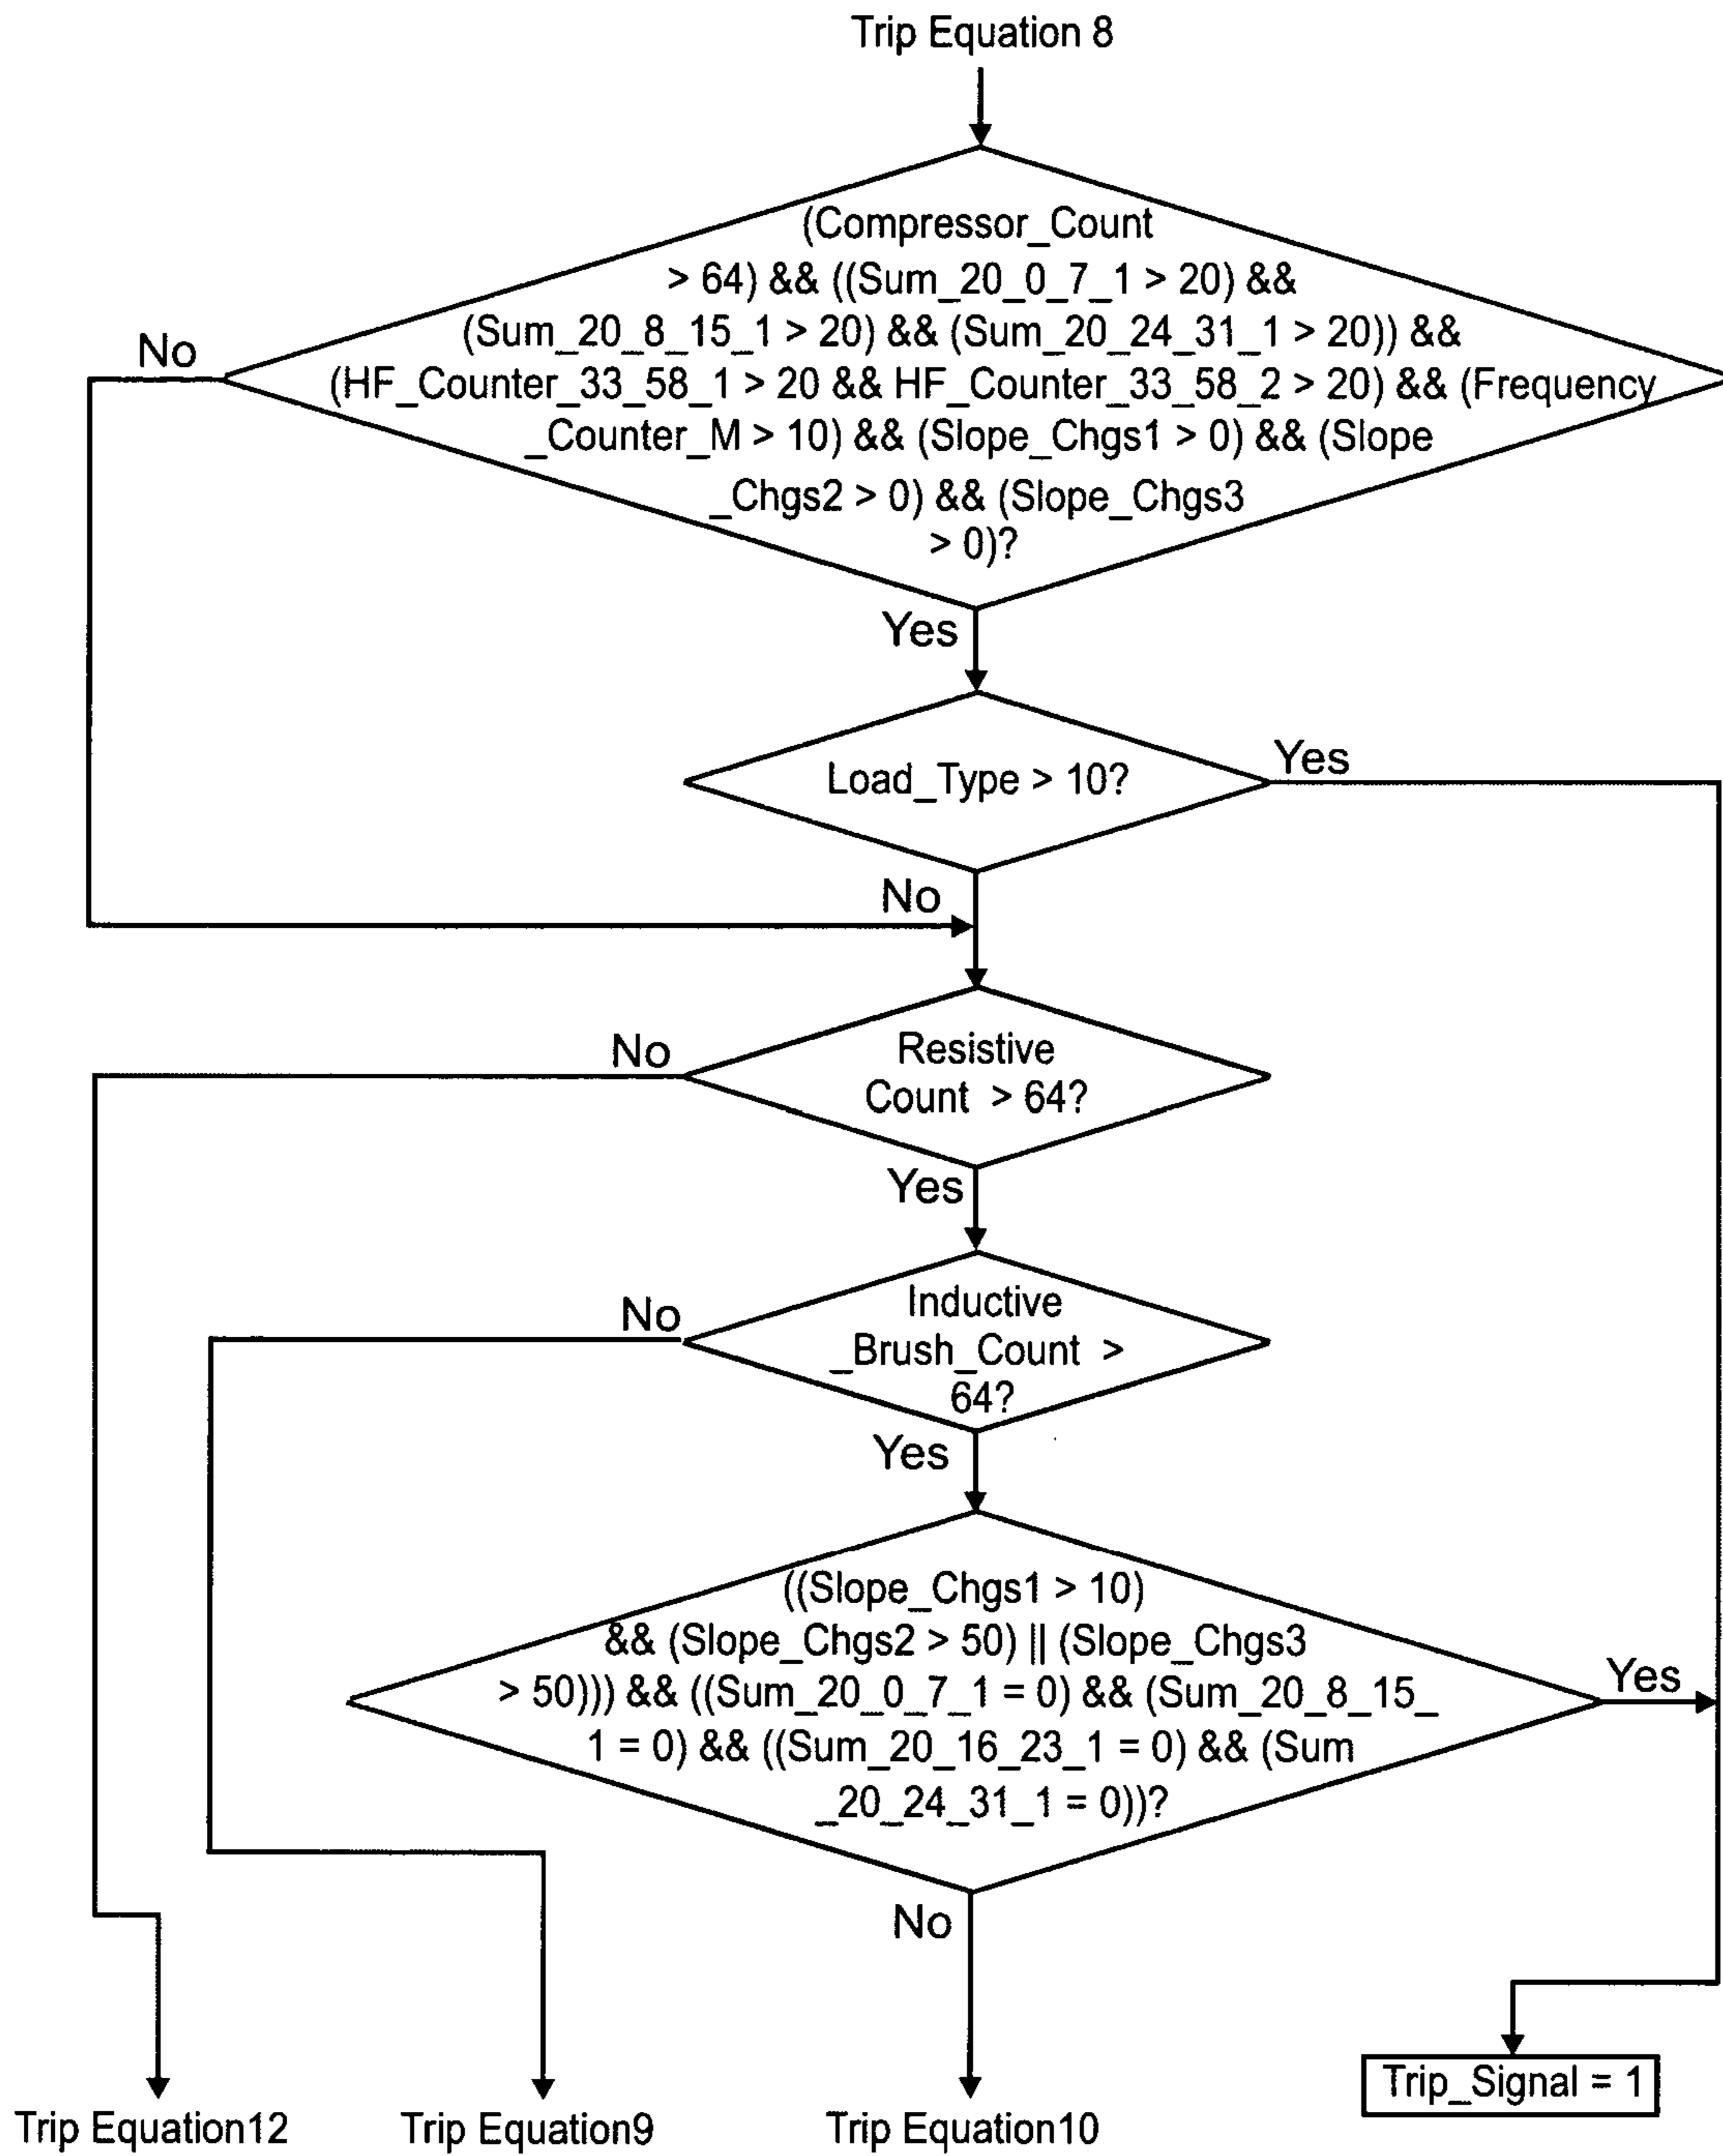 Trip Equation 8
(Compressor_Count
> 64) && ((Sum_20_0_7_1 > 20) &&
(Sum_20_8_15_1 > 20) && (Sum_20_24_31_1 > 20)) &&
(HF_Counter_33_58_1 > 20 && HF_Counter_33_58_2 > 20) && (Frequency
_Counter_M > 10) && (Slope_Chgs1 > 0) && (Slope
_Chgs2 > 0) && (Slope_Chgs3
> 0)?
No
Yes
Load_Type > 10?
Yes
No
Resistive
Count > 64?
No
Yes
Inductive
_Brush_Count >
64?
No
Yes
((Slope_Chgs1 > 10)
&& (Slope_Chgs2 > 50) || (Slope_Chgs3
> 50))) && ((Sum_20_0_7_1 = 0) && (Sum_20_8_15_
1 = 0) && ((Sum_20_16_23_1 = 0) && (Sum
_20_24_31_1 = 0))?
Yes
No
Trip_Signal = 1
Trip Equation12
Trip Equation9
Trip Equation10